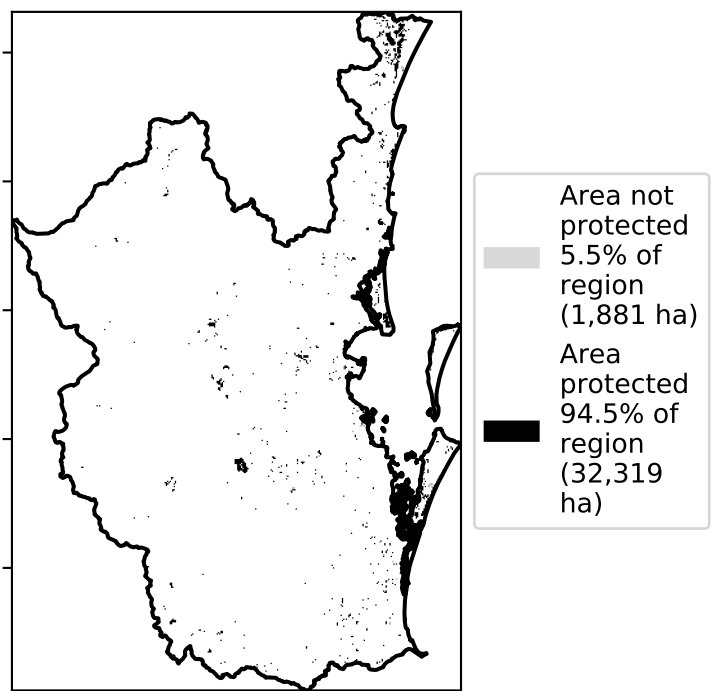 Area not
protected
5.5% of
region
(1,881 ha)
Area
protected
94.5% of
region
(32,319
ha)